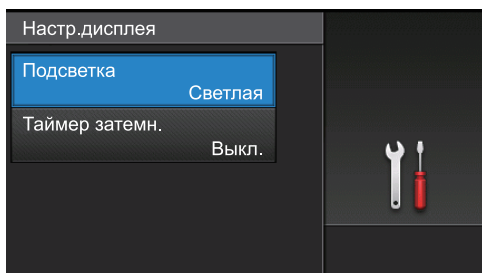 Настр.дисплея
Подсветка
Светлая
Таймер затемн.
Выкл.